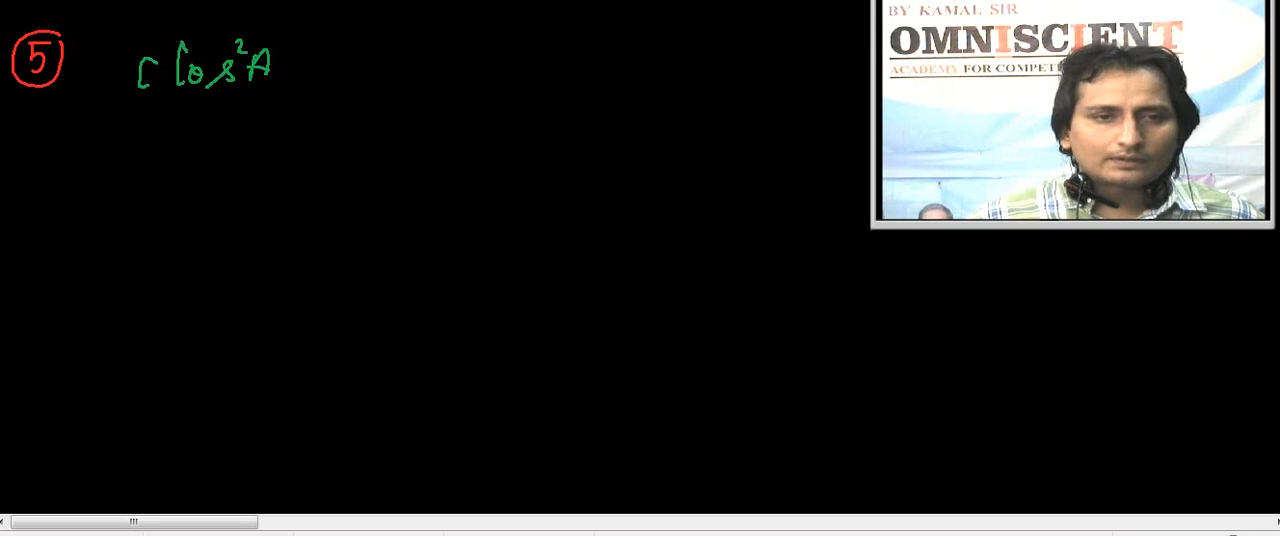 BY KAMAL SIR
OMNISCIENT
ACADEMY FOR COMPET
5
[ Cos²A